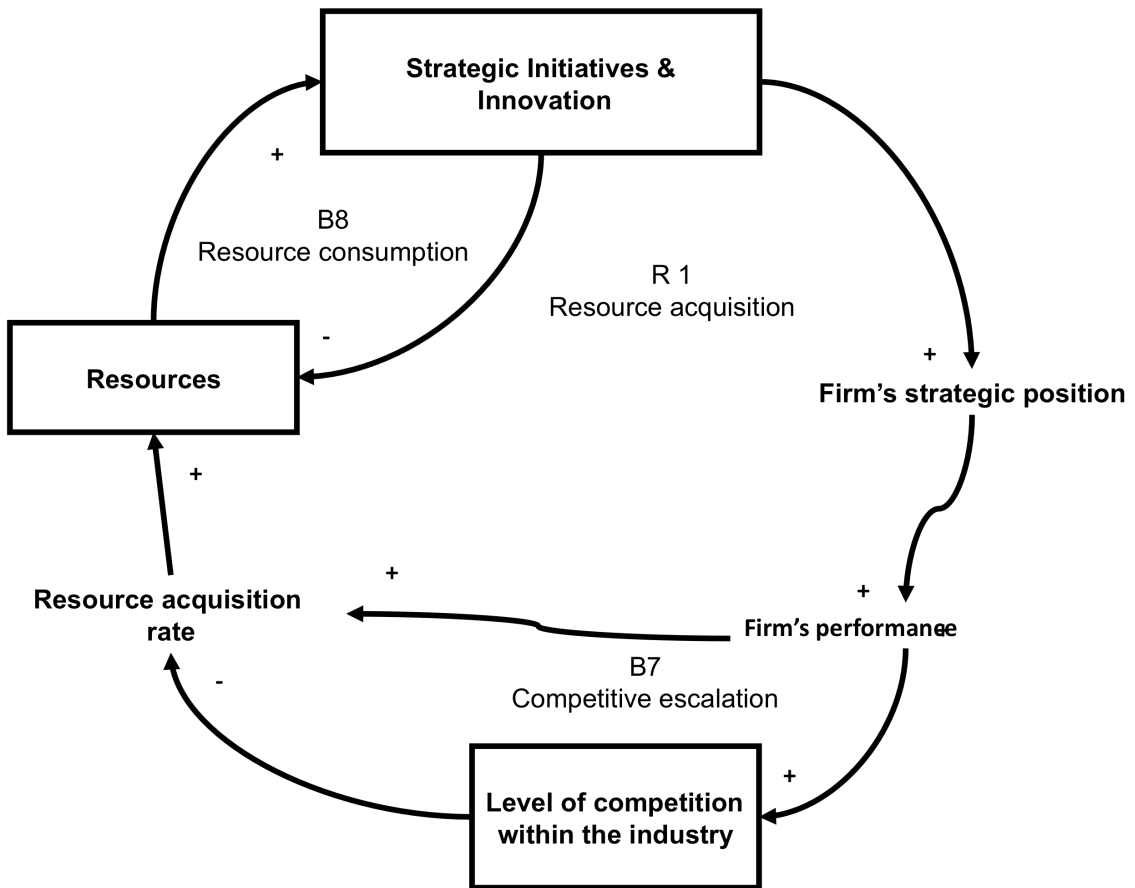 Strategic Initiatives &
Innovation
+
B8
Resource consumption
R 1
Resource acquisition
-
+
Resources
Firm’s strategic position
+
+
+
Resource acquisition
rate
Firm’s performance
B7
Competitive escalation
-
+
Level of competition
within the industry